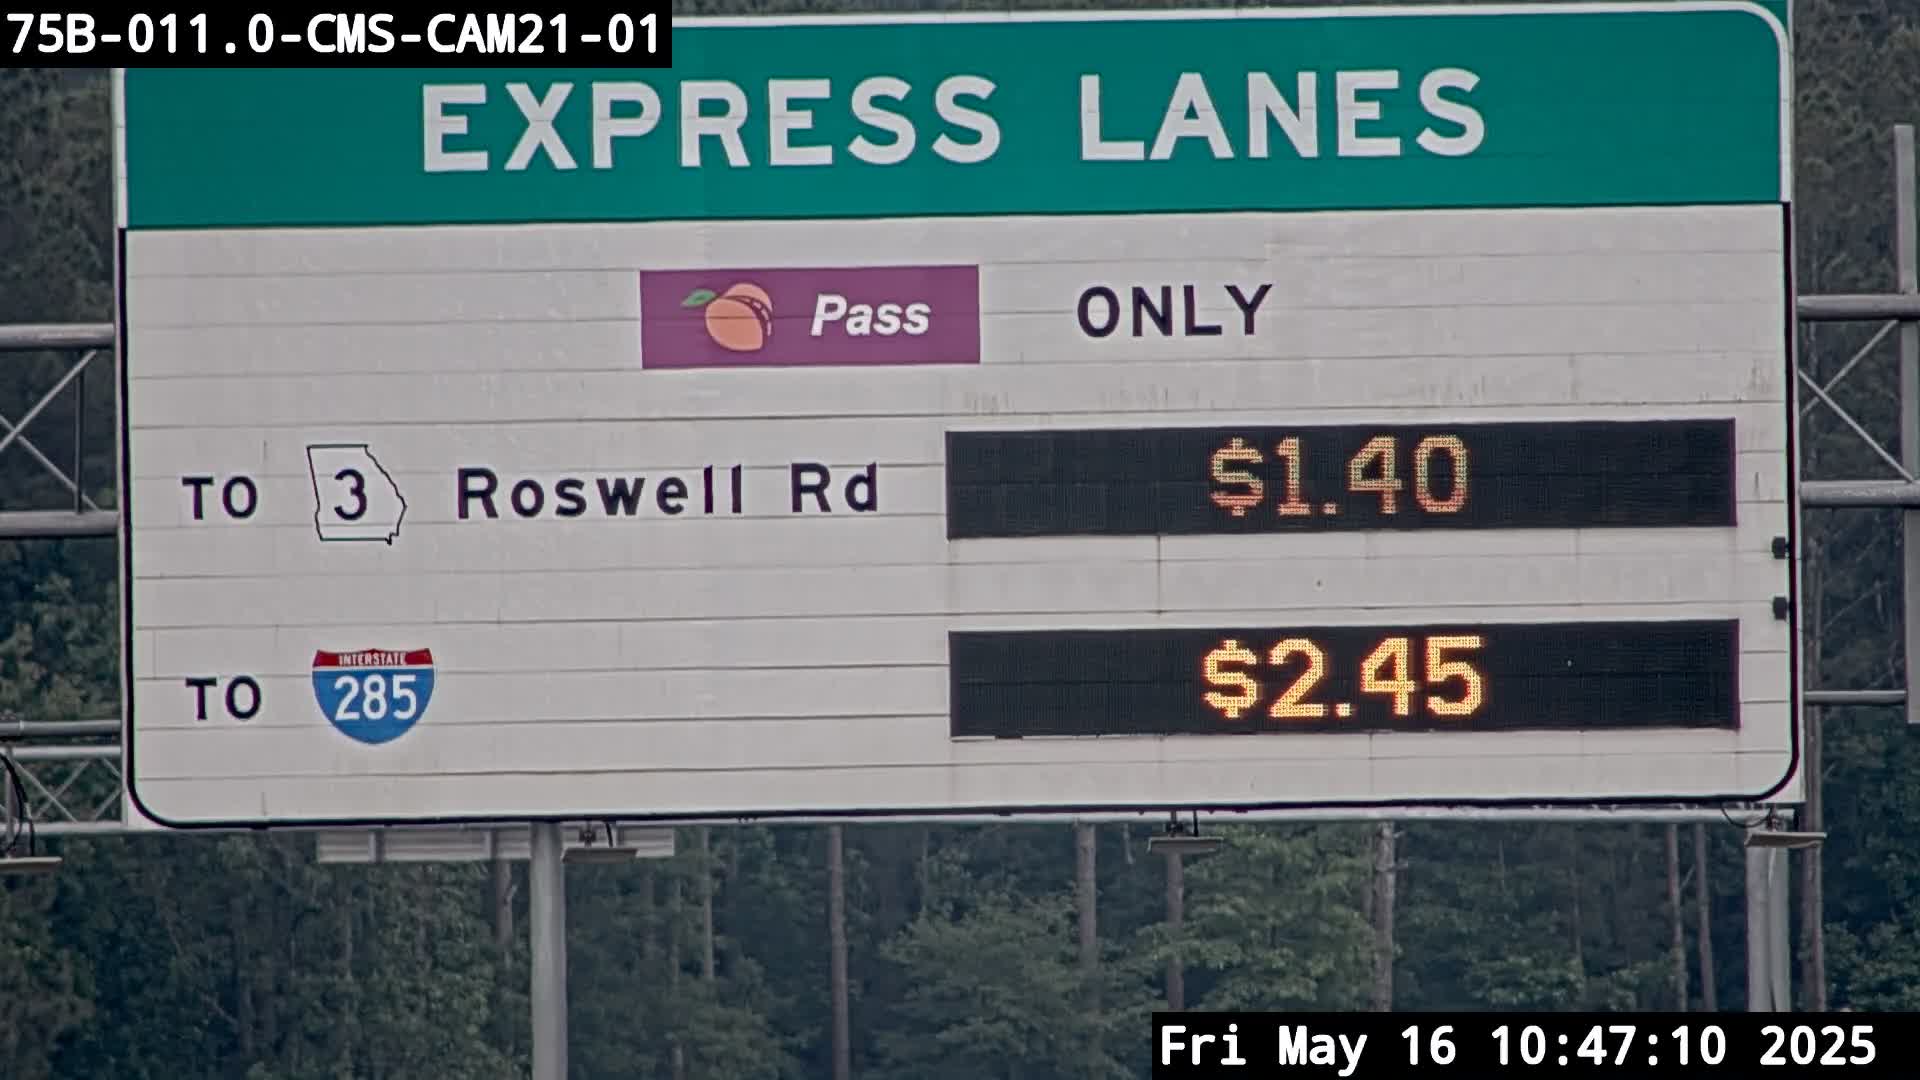 75B-011.0-CMS-CAM21-01
EXPRESS LANES
Pass ONLY
TO 3 Roswell Rd $1.40
TO INTERSTATE 285 $2.45
Fri May 16 10:47:10 2025